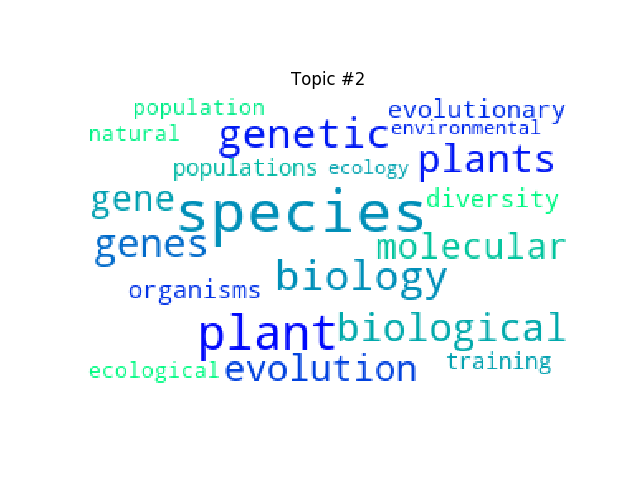 Topic #2
population evolutionary
natural genetic environmental
populations ecology plants
gene species diversity
genes molecular
organisms biology
plant biological
ecological evolution training